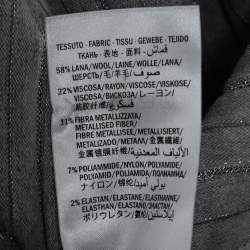 TESSUTO - FABRIC - TISSU - GEWEBE - TEJIDO
ТКАНЬ - 表地 - 面料 - قماش
58% LANA/WOOL/LAINE/WOLLE/LANA/
ШЕРСТЬ/毛/羊毛/صوف
22% VISCOSA/RAYON/VISCOSE/VISKOSE/
VISCOSA/ВИСКОЗА/レーヨン/
粘胶纤维/فسكوز
11% FIBRA METALLIZZATA/
METALLISED FIBER/
METALLISIERT/
METALIZADO/МЕТАЛЛ/
金属镀膜纤维/الألياف المعدنية
7% POLIAMMIDE/NYLON/POLYAMIDE/
POLYAMID/POLIAMIDA/ПОЛИАМИД/
ナイロン/锦纶/بولي أميد
2% ELASTAN/ELASTANE/ELASTHANNE/
ELASTHAN/ELASTANO/ЭЛАСТАН/
ポリウレタン/氨纶